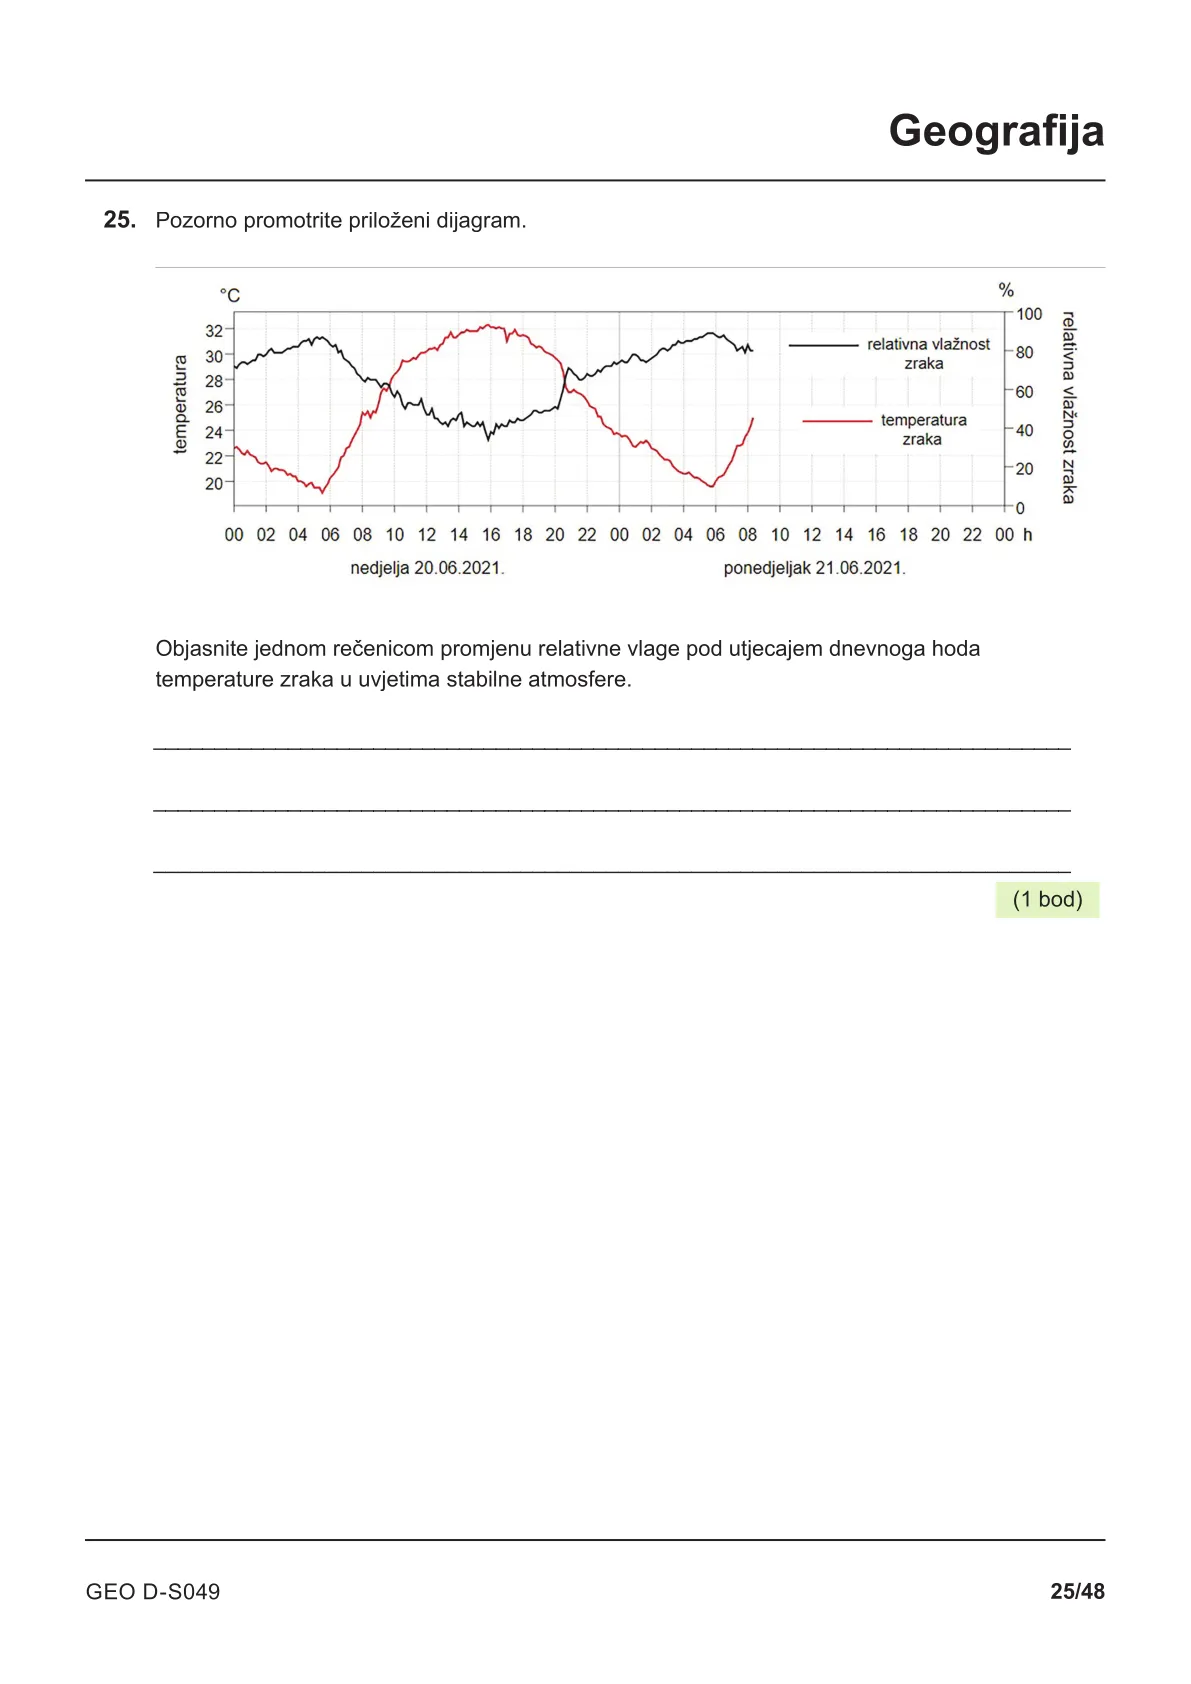 Geografija
25. Pozorno promotrite priloženi dijagram.
°C
%
temperatura
32
30
28
26
24
22
20
100
80
60
40
20
0
relativna vlažnost zraka
relativna vlažnost
zraka
temperatura
zraka
00 02 04 06 08 10 12 14 16 18 20 22 00 02 04 06 08 10 12 14 16 18 20 22 00 h
nedjelja 20.06.2021. ponedjeljak 21.06.2021.
Objasnite jednom rečenicom promjenu relativne vlage pod utjecajem dnevnoga hoda
temperature zraka u uvjetima stabilne atmosfere.
(1 bod)
GEO D-S049
25/48